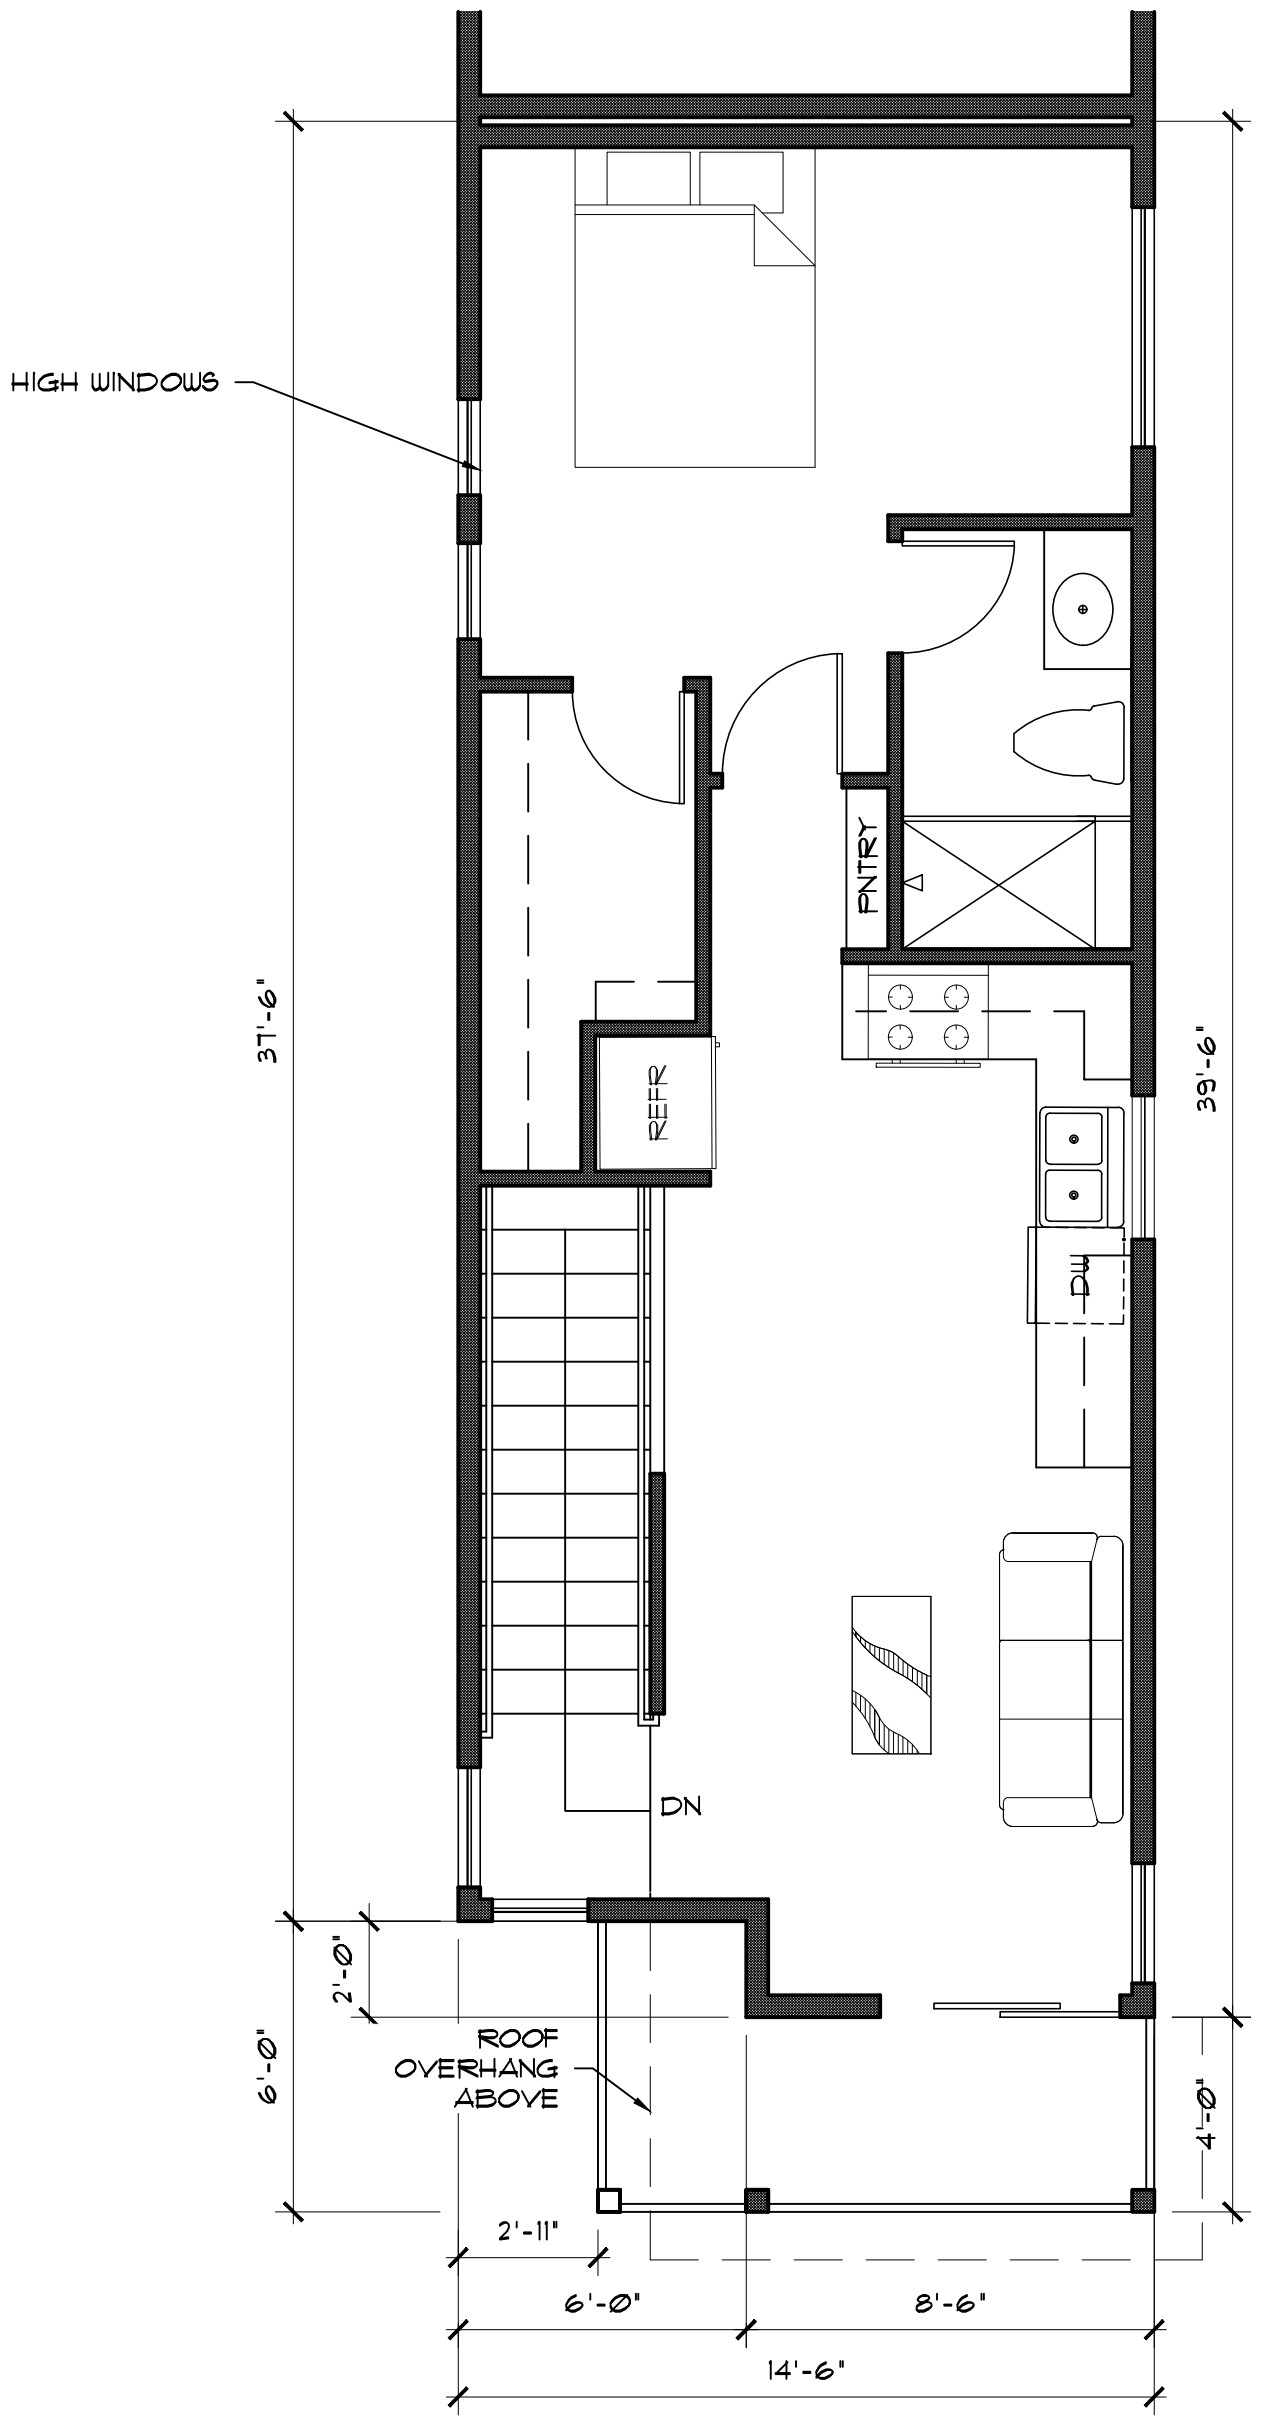 HIGH WINDOWS
PNTRY
37'-6"
39'-6"
REFR
DW
DN
2'-0"
6'-0"
ROOF
OVERHANG
ABOVE
4'-0"
2'-11"
6'-0"
8'-6"
14'-6"